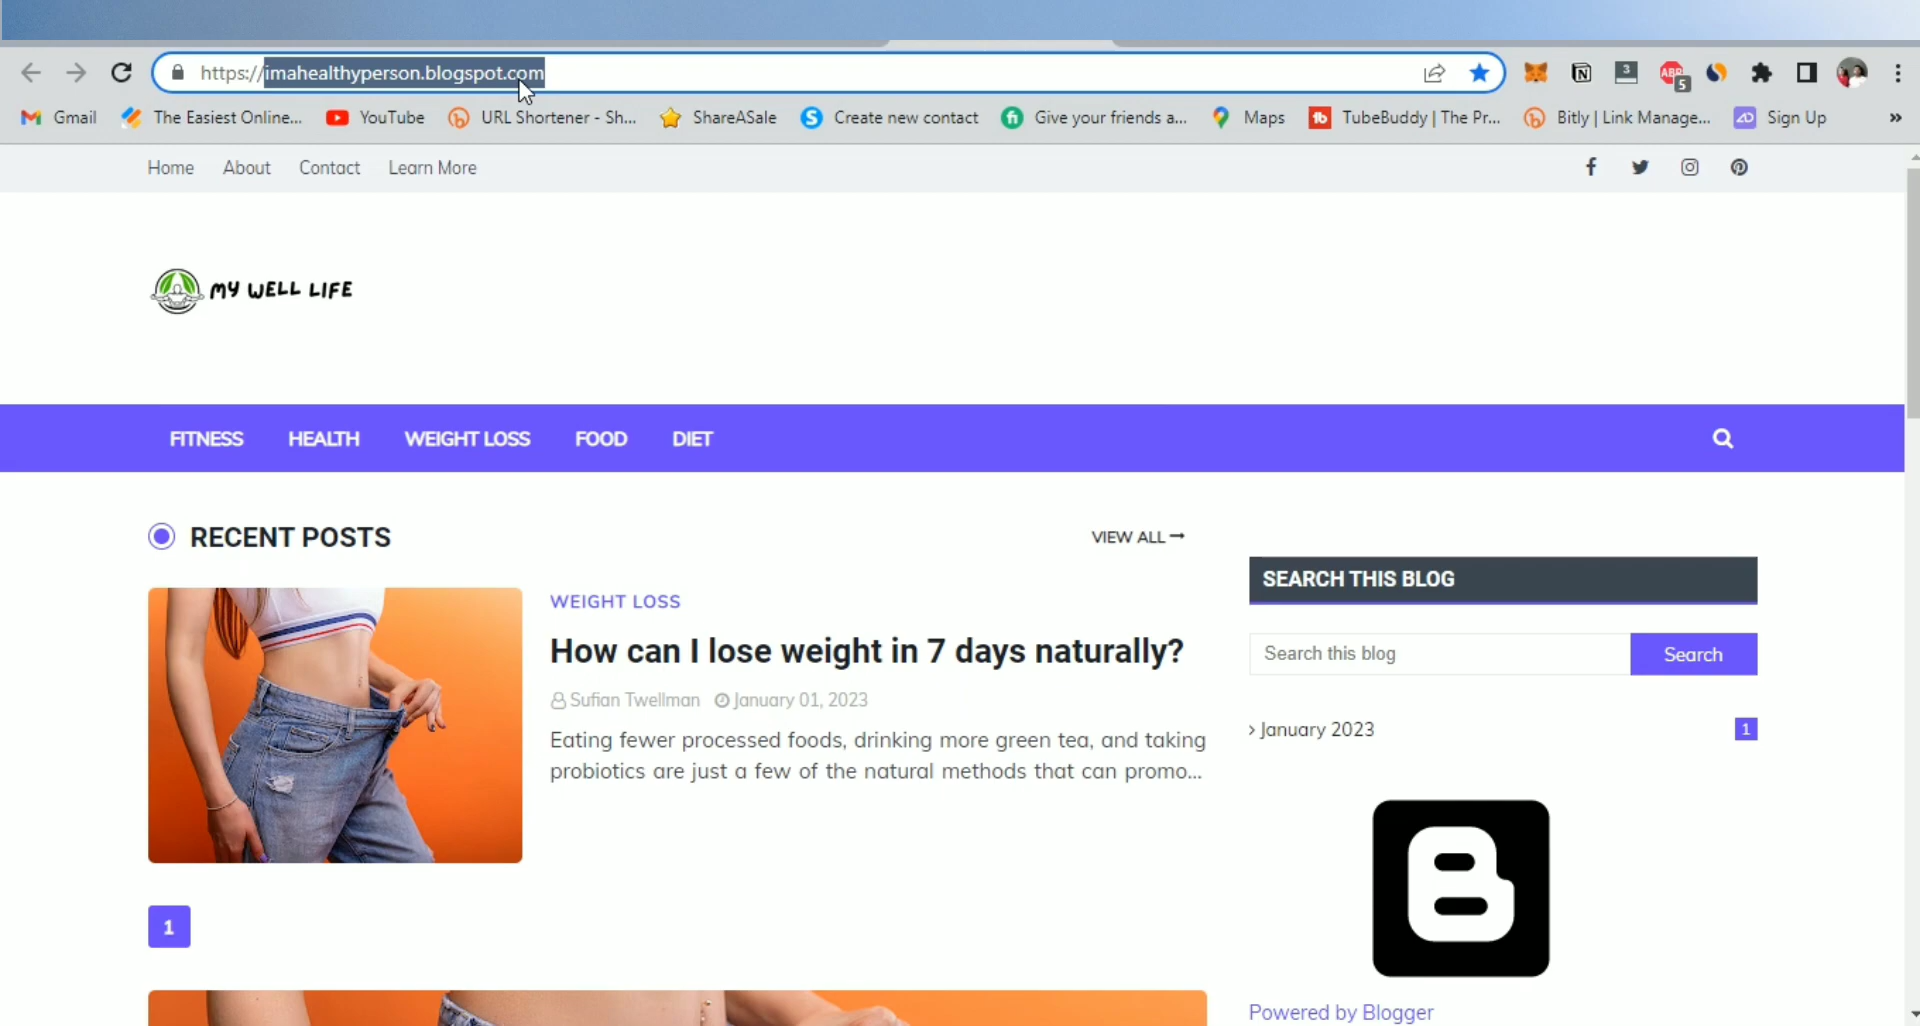 https://imahealthyperson.blogspot.com
3
ABP
5
Gmail
The Easiest Online...
YouTube
URL Shortener - Sh...
ShareASale
Create new contact
Give your friends a...
Maps
TubeBuddy | The Pr...
Bitly | Link Manage...
Sign Up
»
Home
About
Contact
Learn More
MY WELL LIFE
FITNESS
HEALTH
WEIGHT LOSS
FOOD
DIET
RECENT POSTS
VIEW ALL
WEIGHT LOSS
How can I lose weight in 7 days naturally?
Sufian Twellman January 01, 2023
Eating fewer processed foods, drinking more green tea, and taking
probiotics are just a few of the natural methods that can promo...
1
SEARCH THIS BLOG
Search this blog
Search
January 2023
1
Powered by Blogger